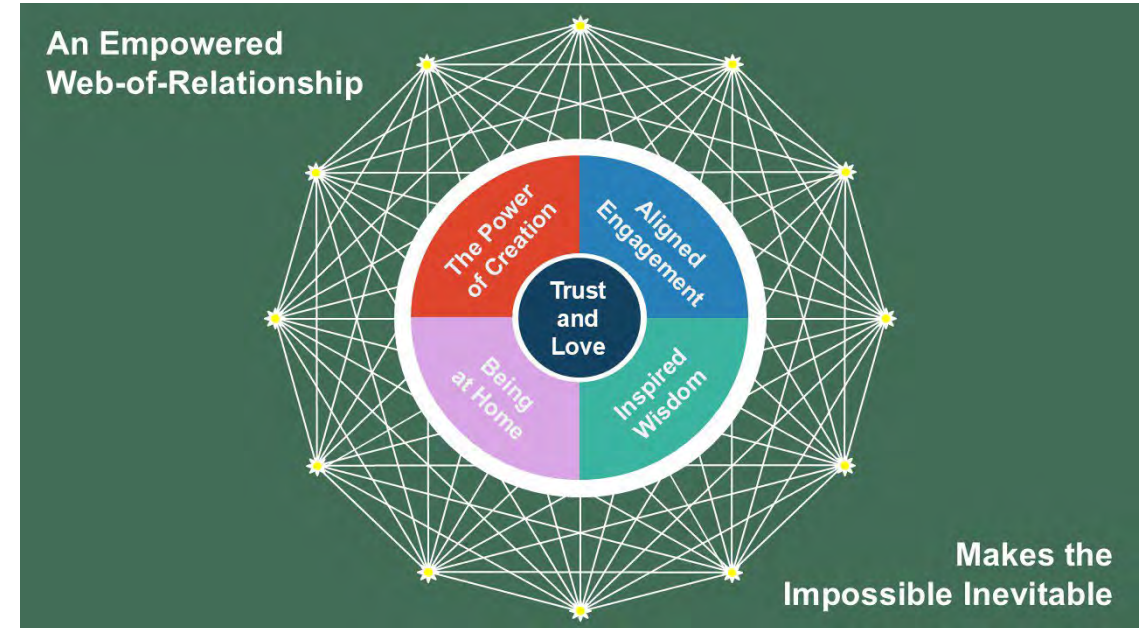 An Empowered
Web-of-Relationship
The Power
of Creation
Aligned
Engagement
Trust
and
Love
Being
at Home
Inspired
Wisdom
Makes the
Impossible Inevitable